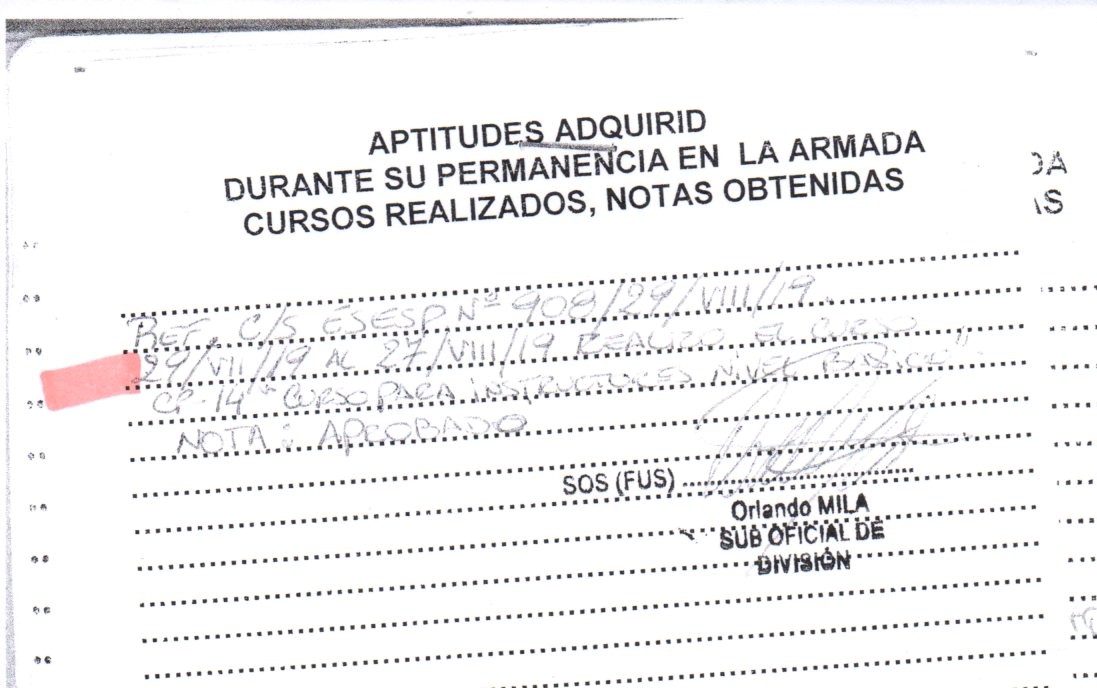 APTITUDES ADQUIRID
DURANTE SU PERMANENCIA EN LA ARMADA
CURSOS REALIZADOS, NOTAS OBTENIDAS
DA
AS
REF. C/S ESESP Nº 908/29/VIII/19.
29/VII/19 AL 27/VIII/19 REALIZO EL CURSO
CP-14 "CURSO PARA INSTRUCTORES NIVEL BASICO".
NOTA: APROBADO
SOS (FUS)
Orlando MILA
SUB OFICIAL DE
DIVISIÓN